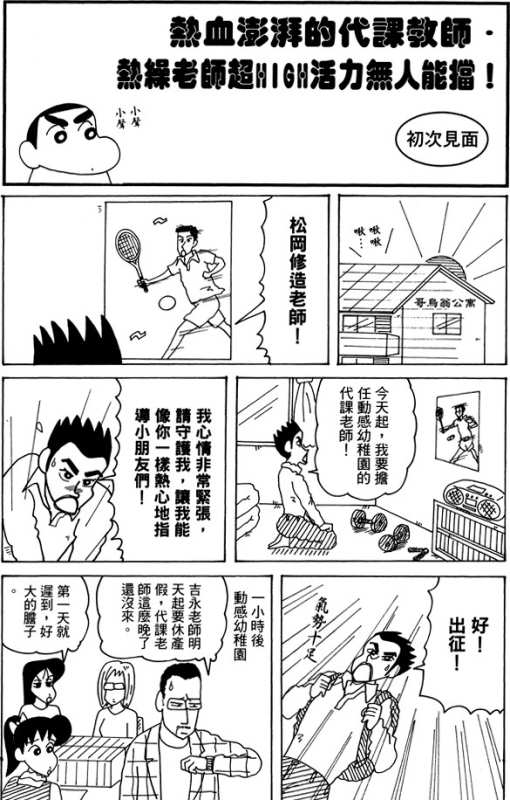 熱血澎湃的代課教師‧
熱繰老師超HIGH活力無人能擋！
小聲
小聲
初次見面
啾
啾
啾…
哥烏翁公寓
松岡修造老師！
今天起，我要擔
任動感幼稚園的
代課老師！
我心情非常緊張，
請守護我，讓我能
像你一樣熱心地指
導小朋友們！
好！
出征！
氣勢十足
一小時後
動感幼稚園
吉永老師明
天起要休產
假，代課老
師這麼晚了
還沒來。
第一天就
遲到，好
大的膽子
。